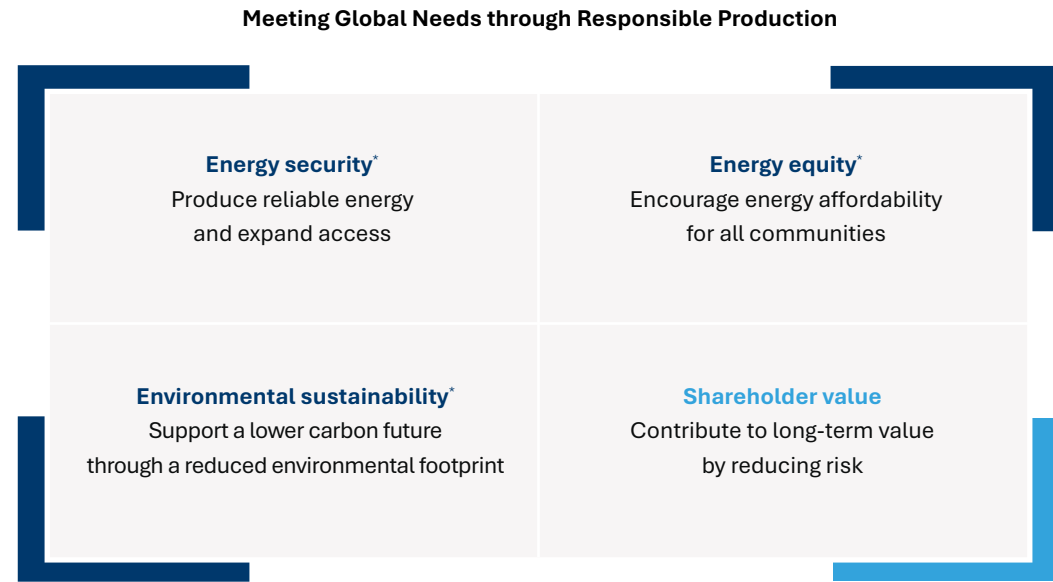 Meeting Global Needs through Responsible Production
Energy security*
Produce reliable energy
and expand access
Energy equity*
Encourage energy affordability
for all communities
Environmental sustainability*
Support a lower carbon future
through a reduced environmental footprint
Shareholder value
Contribute to long-term value
by reducing risk